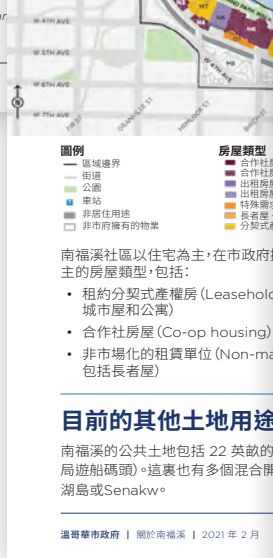 W 4TH AVE
W 5TH AVE
W 6TH AVE
W 7TH AVE
FIR ST
GRANVILLE ST
HEMLOCK ST
BIRCH ST
W 4TH AVE
圖例
區域邊界
街道
公園
車站
非居住用途
非市府擁有的物業
房屋類型
合作社房
合作社房
出租房屋
出租房屋
特殊需求
長者屋
分契式產
南福溪社區以住宅為主,在市政府擁
主的房屋類型,包括:
• 租約分契式產權房(Leasehold
城市屋和公寓)
• 合作社房屋(Co-op housing)
• 非市場化的租賃單位(Non-ma
包括長者屋)
目前的其他土地用途
南福溪的公共土地包括 22 英畝的
局遊船碼頭)。這裏也有多個混合開
湖島或Senakw。
溫哥華市政府 | 關於南福溪 | 2021 年 2 月